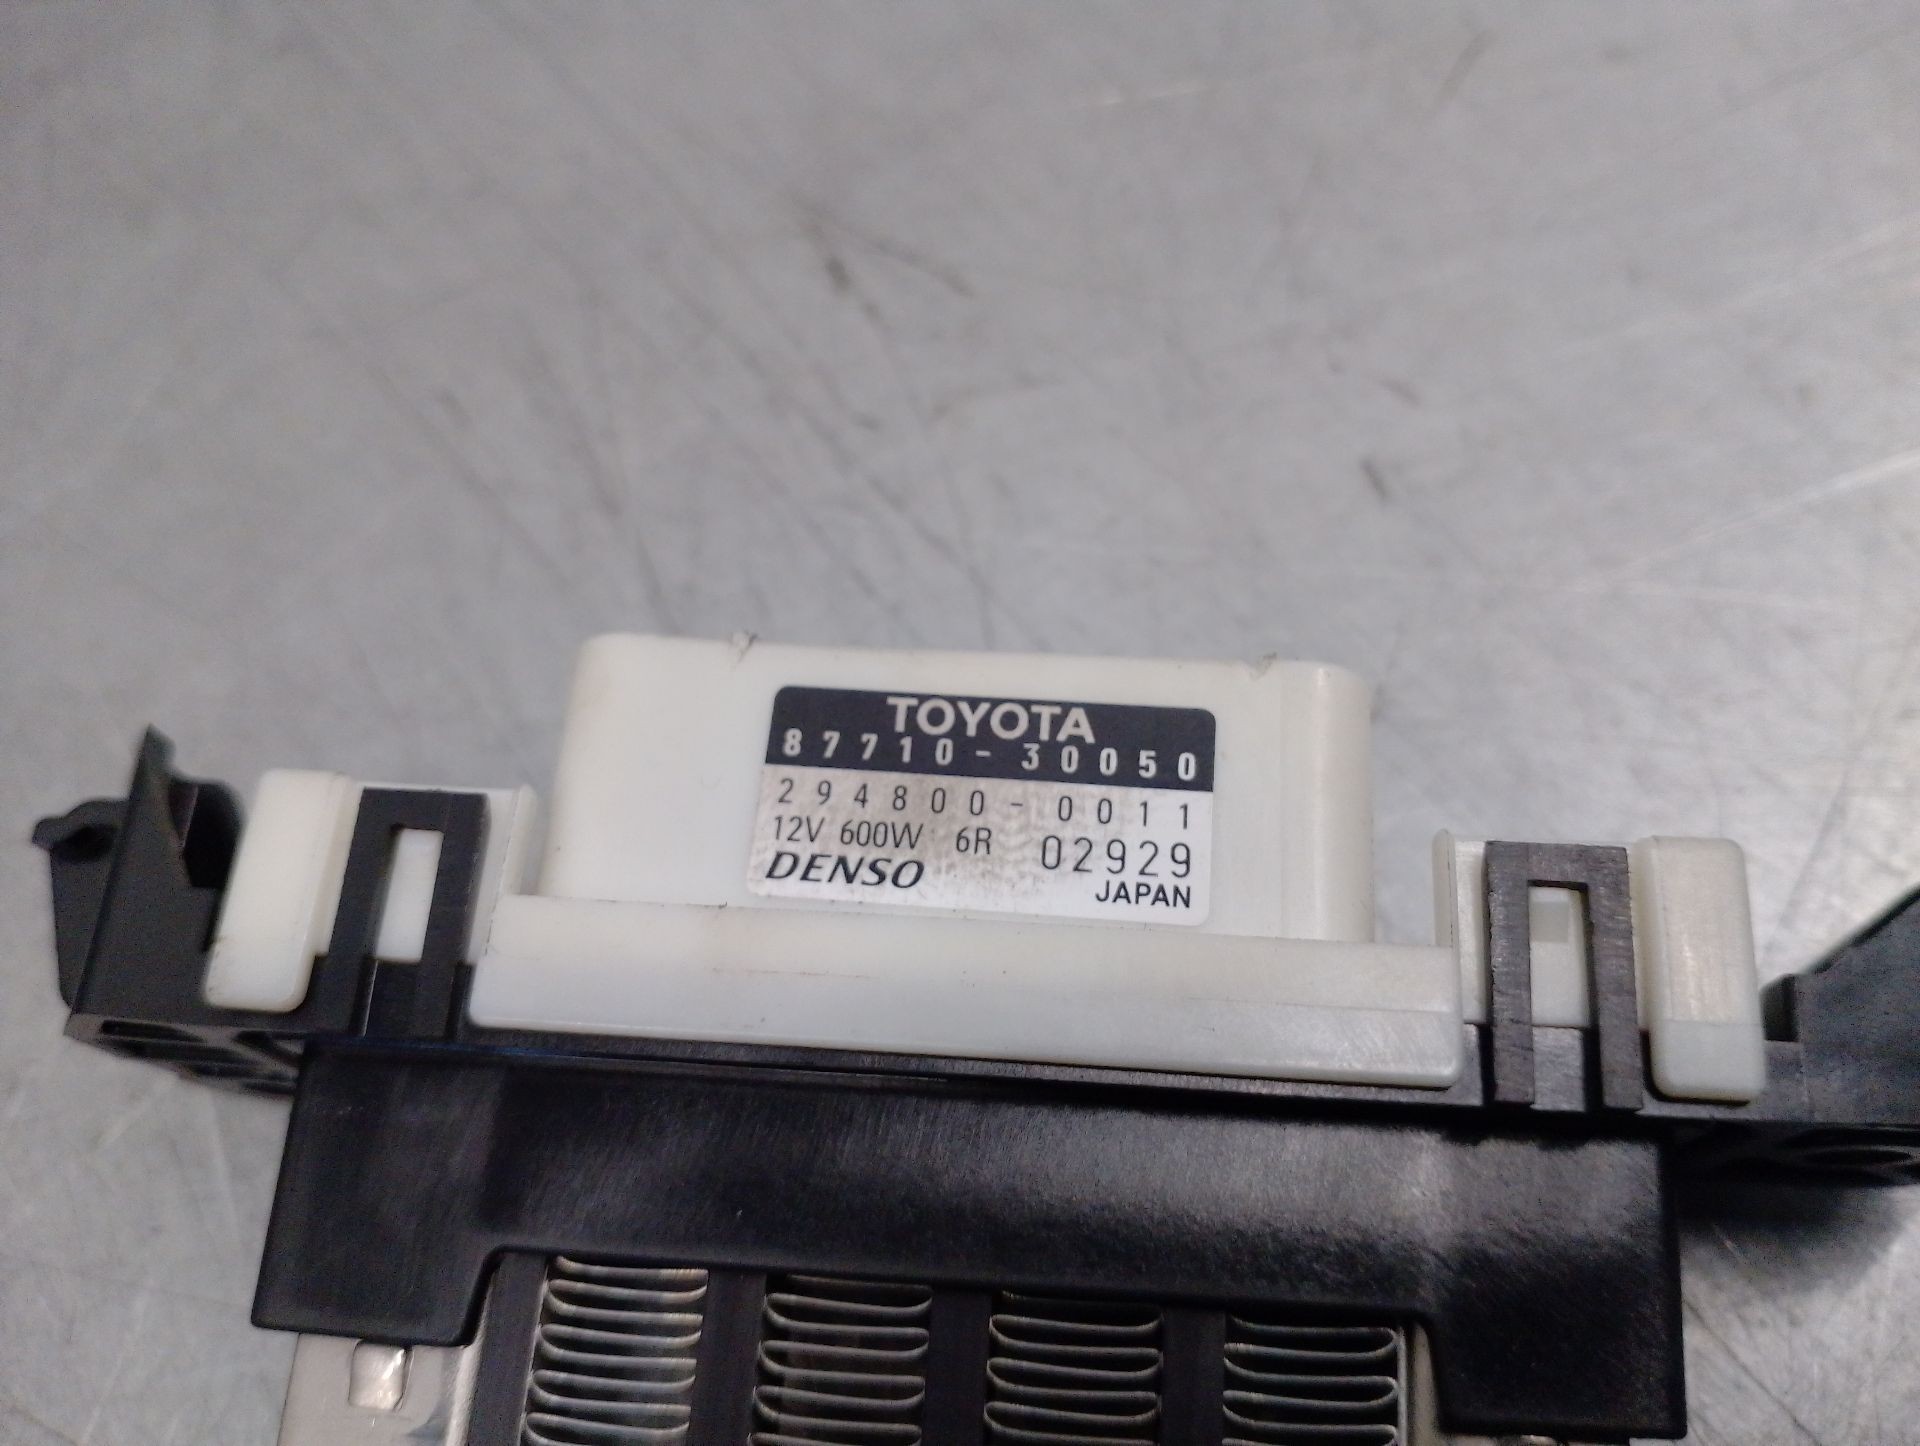 TOYOTA
87710-30050
294800-0011
12V 600W 6R 02929
DENSO JAPAN